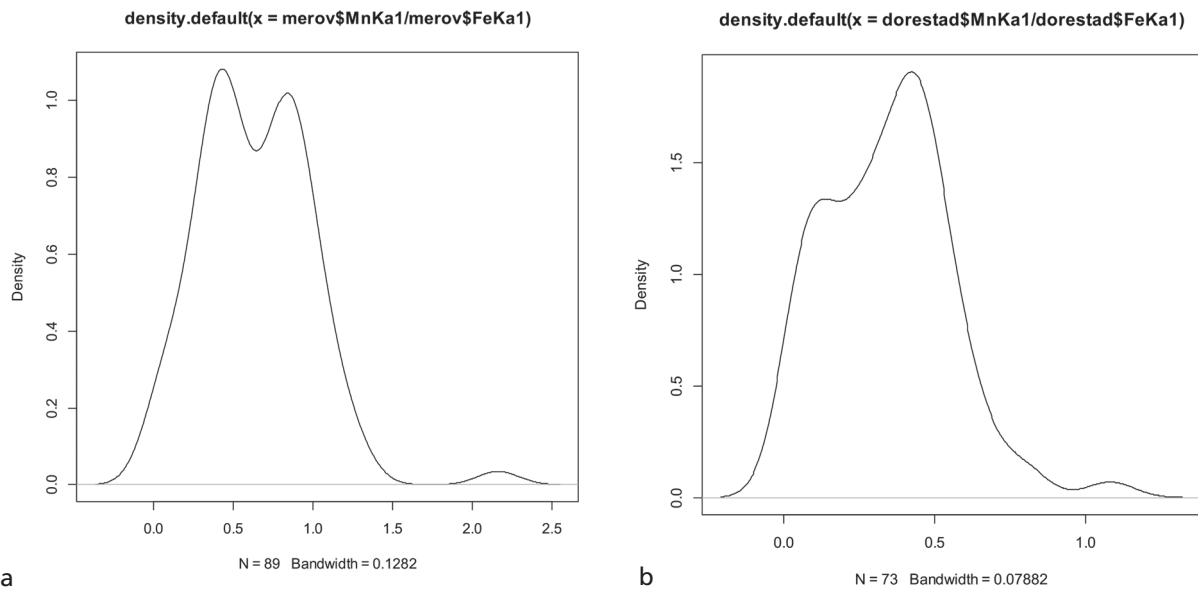 density.default(x = merov$MnKa1/merov$FeKa1)
Density
0.0 0.2 0.4 0.6 0.8 1.0
0.0 0.5 1.0 1.5 2.0 2.5
N = 89 Bandwidth = 0.1282
a
density.default(x = dorestad$MnKa1/dorestad$FeKa1)
Density
0.0 0.5 1.0 1.5
0.0 0.5 1.0
N = 73 Bandwidth = 0.07882
b